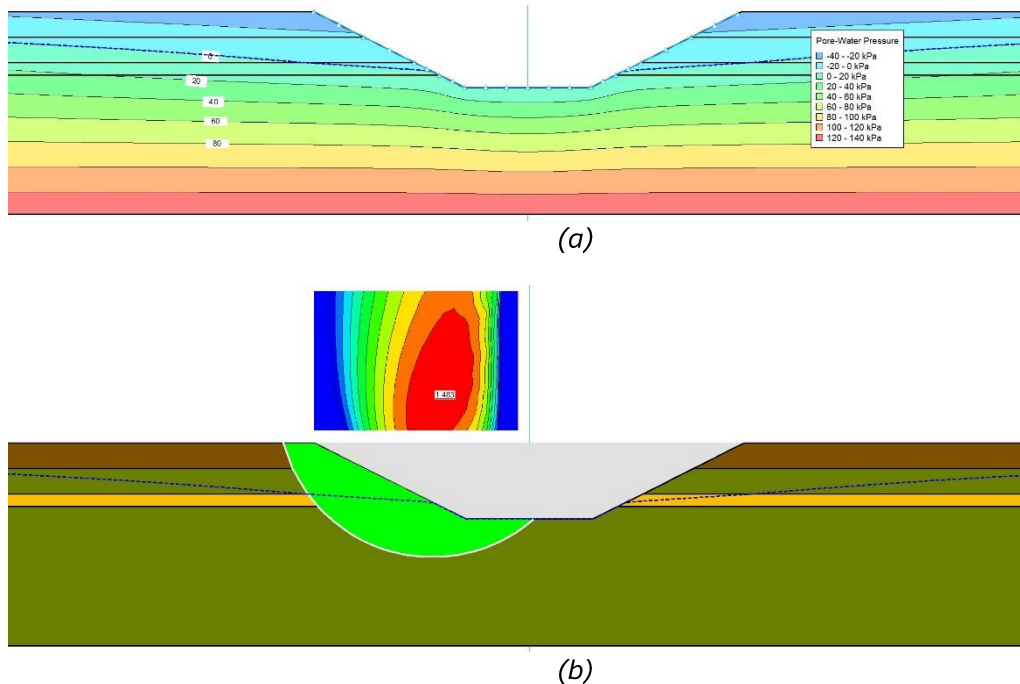 Pore-Water Pressure
-40 - -20 kPa
-20 - 0 kPa
0 - 20 kPa
20 - 40 kPa
40 - 60 kPa
60 - 80 kPa
80 - 100 kPa
100 - 120 kPa
120 - 140 kPa
0
20
40
60
80
(a)
1.483
(b)